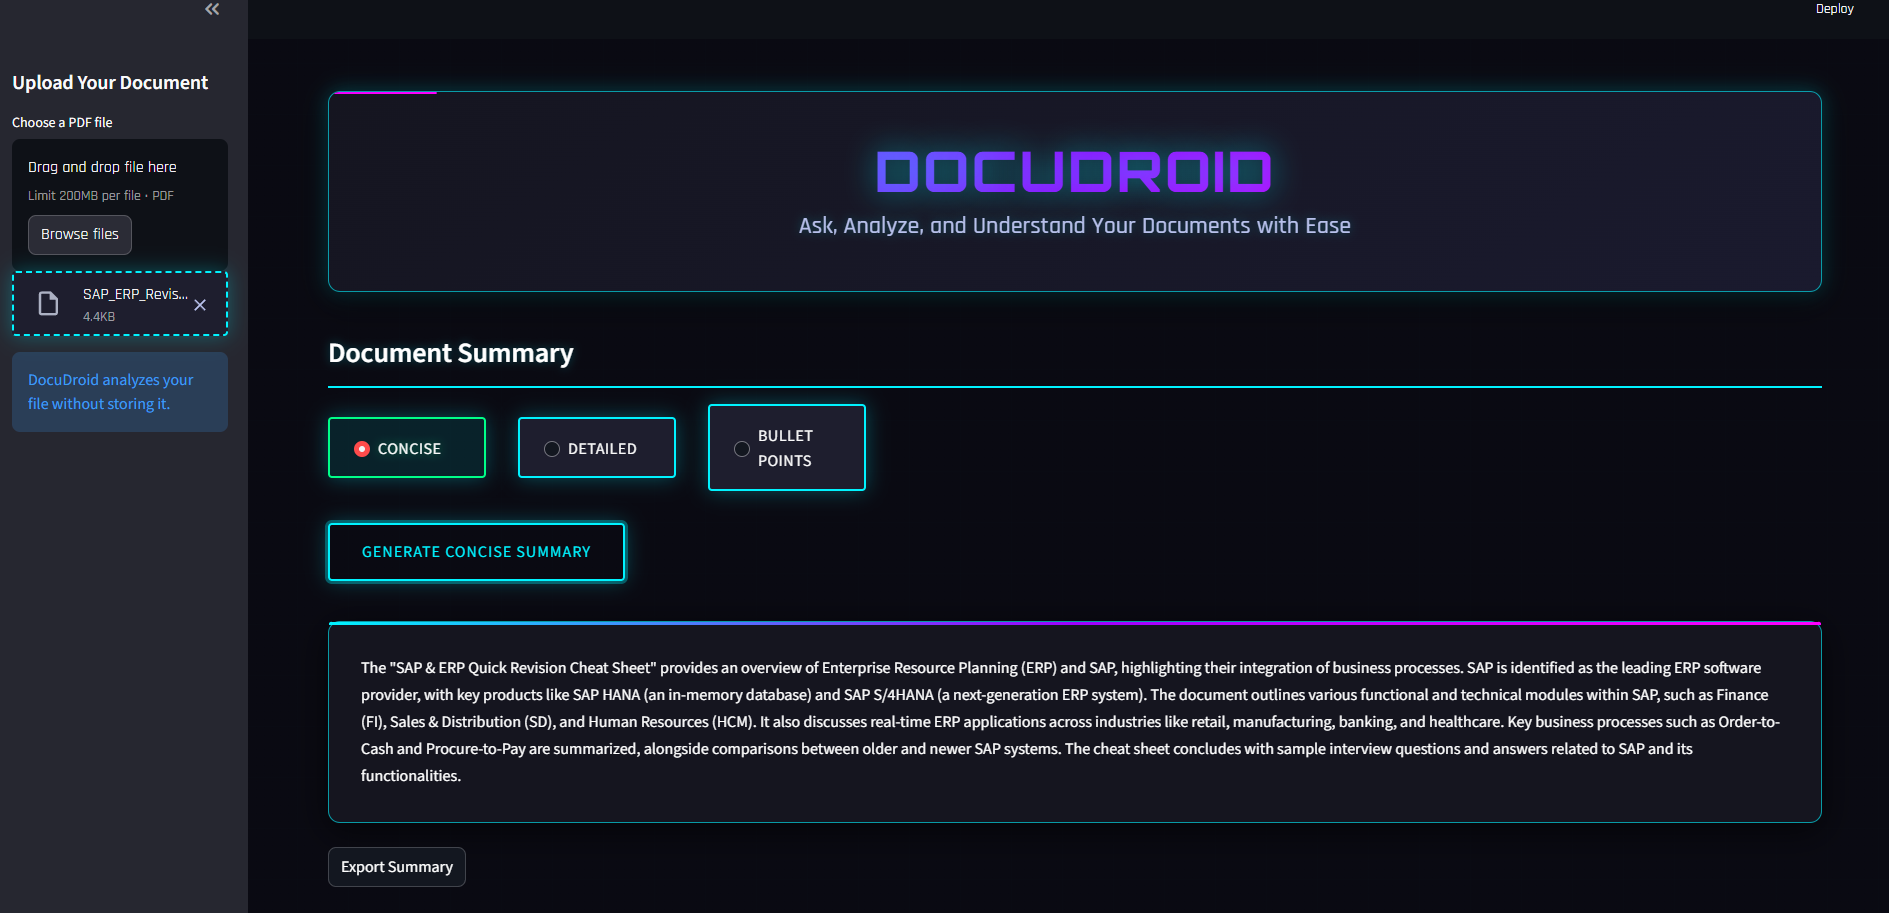 Deploy
Upload Your Document
Choose a PDF file
Drag and drop file here
Limit 200MB per file • PDF
Browse files
SAP_ERP_Revis...
4.4KB
DocuDroid analyzes your
file without storing it.
DOCUDROID
Ask, Analyze, and Understand Your Documents with Ease
Document Summary
CONCISE
DETAILED
BULLET
POINTS
GENERATE CONCISE SUMMARY
The "SAP & ERP Quick Revision Cheat Sheet" provides an overview of Enterprise Resource Planning (ERP) and SAP, highlighting their integration of business processes. SAP is identified as the leading ERP software
provider, with key products like SAP HANA (an in-memory database) and SAP S/4HANA (a next-generation ERP system). The document outlines various functional and technical modules within SAP, such as Finance
(FI), Sales & Distribution (SD), and Human Resources (HCM). It also discusses real-time ERP applications across industries like retail, manufacturing, banking, and healthcare. Key business processes such as Order-to-
Cash and Procure-to-Pay are summarized, alongside comparisons between older and newer SAP systems. The cheat sheet concludes with sample interview questions and answers related to SAP and its
functionalities.
Export Summary